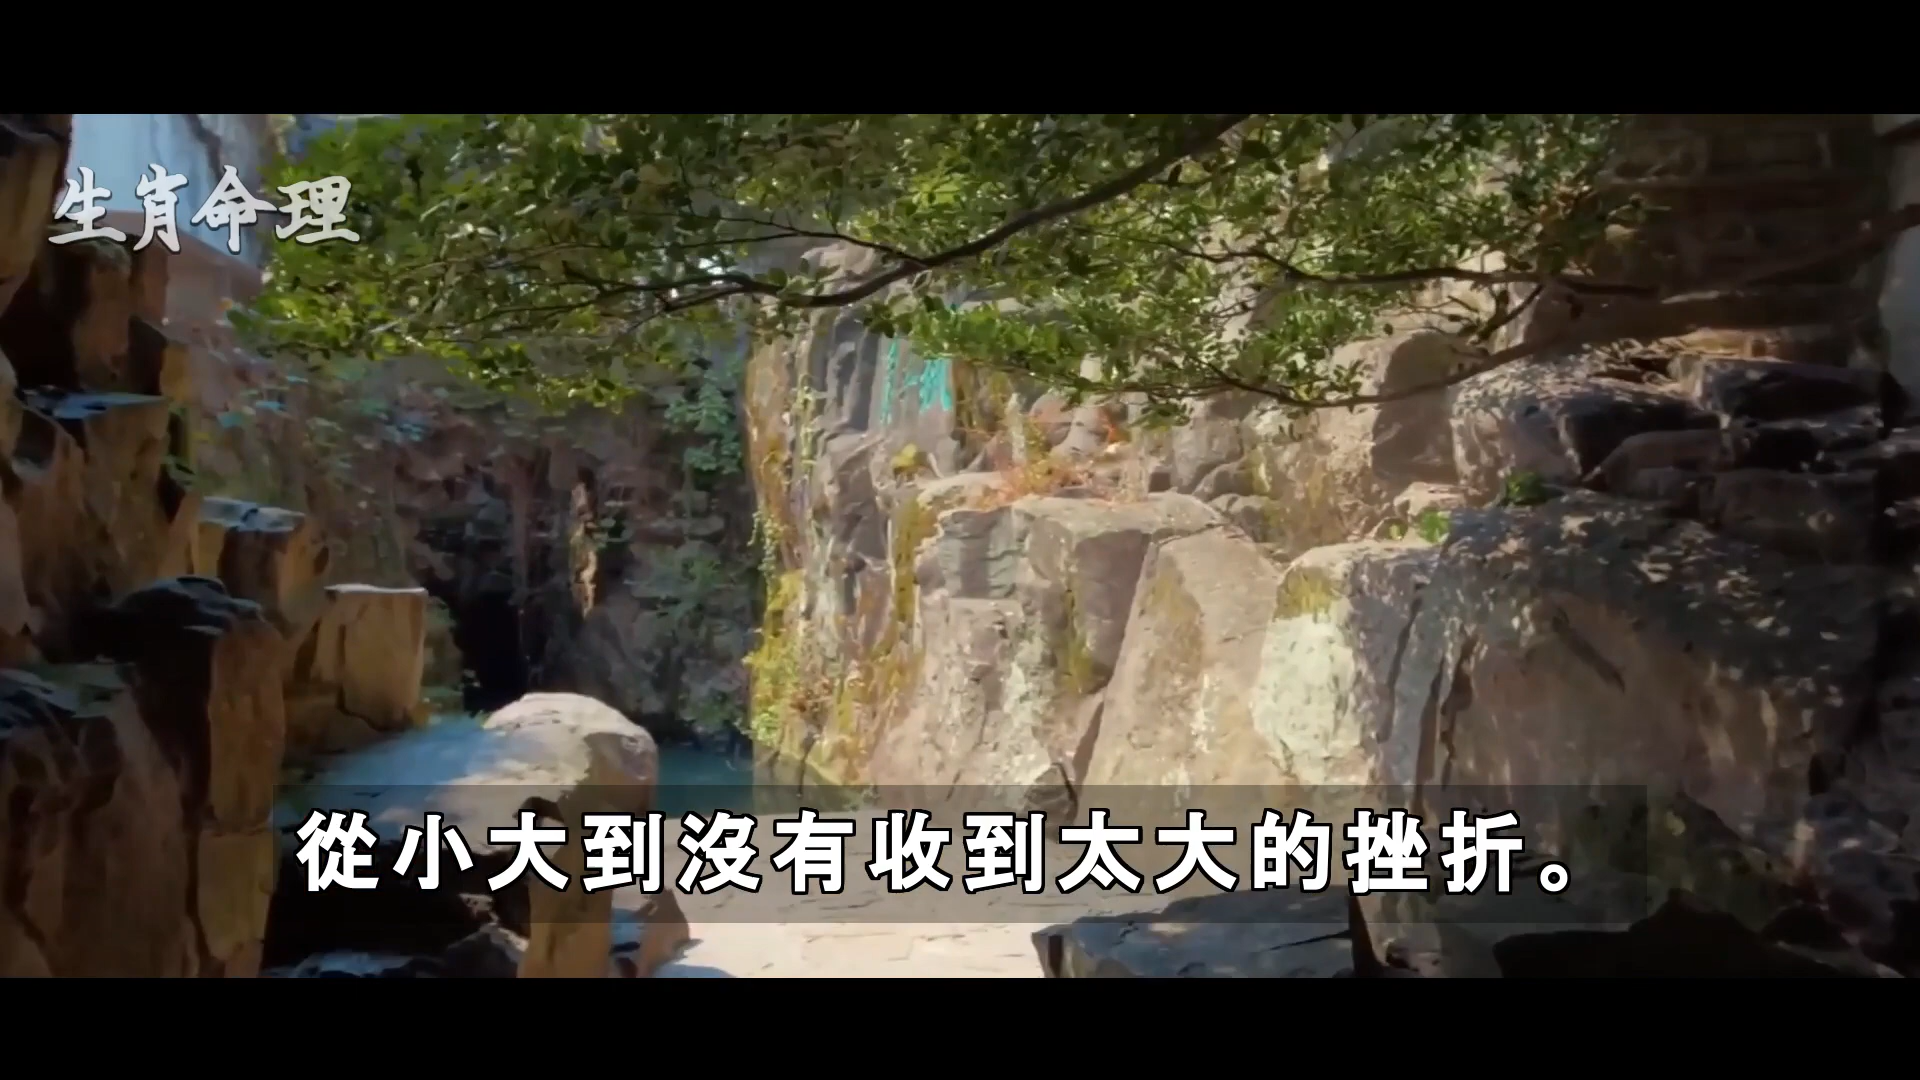 生肖命理
從小大到沒有收到太大的挫折。